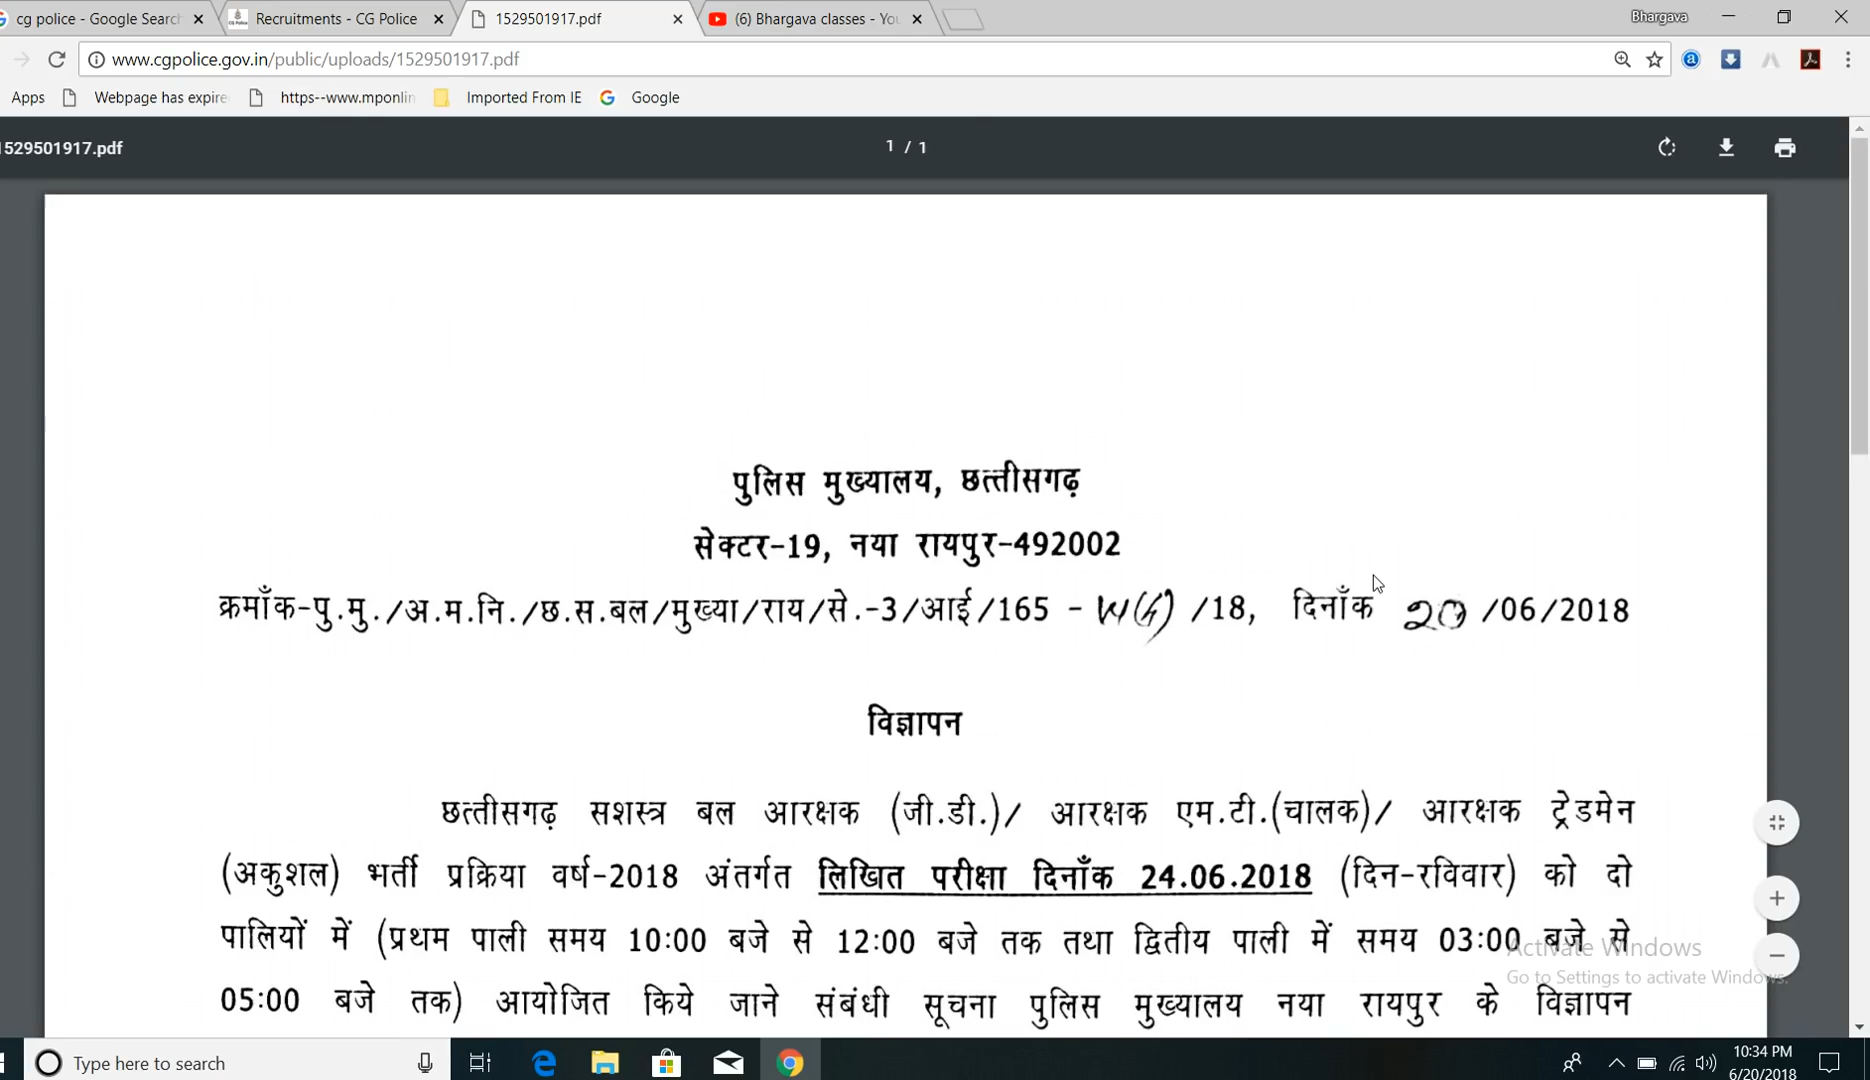 cg police - Google Search
Recruitments - CG Police
1529501917.pdf
(6) Bhargava classes - You
Bhargava
www.cgpolice.gov.in/public/uploads/1529501917.pdf
Apps
Webpage has expire
https--www.mponlin
Imported From IE
Google
1529501917.pdf
1 / 1
पुलिस मुख्यालय, छत्तीसगढ़
सेक्टर-19, नया रायपुर-492002
क्रमाँक-पु.मु./अ.म.नि./छ.स.बल/मुख्या/राय/से.-3/आई/165 - /18, दिनाँक 20/06/2018
विज्ञापन
छत्तीसगढ़ सशस्त्र बल आरक्षक (जी.डी.)/ आरक्षक एम.टी.(चालक)/ आरक्षक ट्रेडमेन
(अकुशल) भर्ती प्रक्रिया वर्ष-2018 अंतर्गत लिखित परीक्षा दिनाँक 24.06.2018 (दिन-रविवार) को दो
पालियों में (प्रथम पाली समय 10:00 बजे से 12:00 बजे तक तथा द्वितीय पाली में समय 03:00 बजे से
05:00 बजे तक) आयोजित किये जाने संबंधी सूचना पुलिस मुख्यालय नया रायपुर के विज्ञापन
Activate Windows
Go to Settings to activate Windows.
Type here to search
10:34 PM
6/20/2018